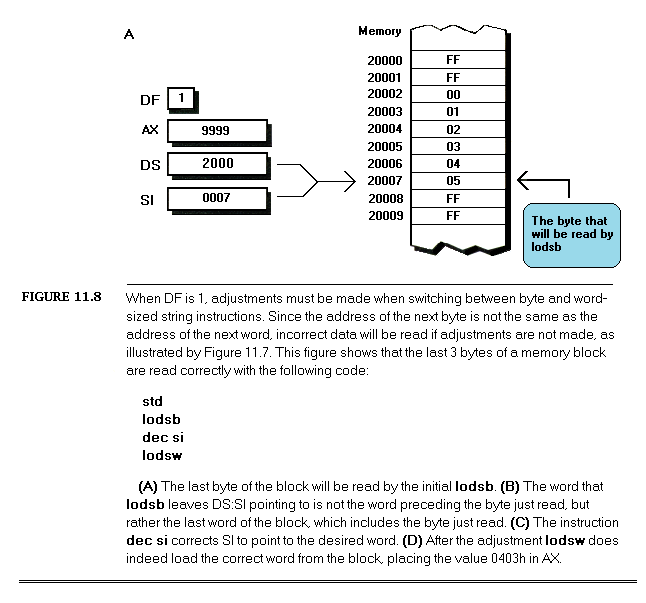 A
Memory
20000 FF
20001 FF
20002 00
DF 1
20003 01
AX 9999
20004 02
20005 03
DS 2000
20006 04
20007 05
SI 0007
20008 FF
20009 FF
The byte that
will be read by
lodsb
FIGURE 11.8
When DF is 1, adjustments must be made when switching between byte and word-
sized string instructions. Since the address of the next byte is not the same as the
address of the next word, incorrect data will be read if adjustments are not made, as
illustrated by Figure 11.7. This figure shows that the last 3 bytes of a memory block
are read correctly with the following code:
std
lodsb
dec si
lodsw
(A) The last byte of the block will be read by the initial lodsb. (B) The word that
lodsb leaves DS:SI pointing to is not the word preceding the byte just read, but
rather the last word of the block, which includes the byte just read. (C) The instruction
dec si corrects SI to point to the desired word. (D) After the adjustment lodsw does
indeed load the correct word from the block, placing the value 0403h in AX.